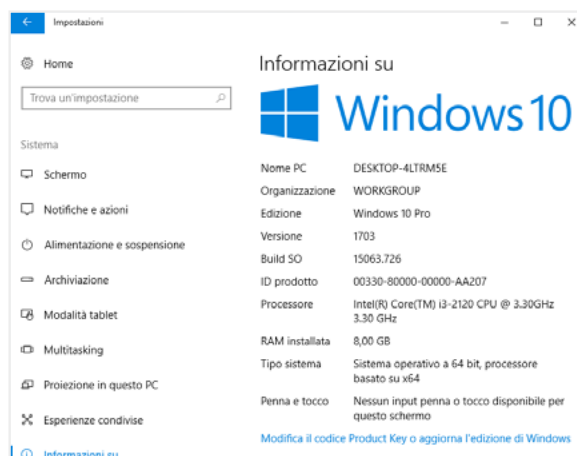 Impostazioni
Home
Trova un'impostazione
Sistema
Schermo
Notifiche e azioni
Alimentazione e sospensione
Archiviazione
Modalità tablet
Multitasking
Proiezione in questo PC
Esperienze condivise
Informazioni su
Informazioni su
Windows 10
Nome PC DESKTOP-4LTRM5E
Organizzazione WORKGROUP
Edizione Windows 10 Pro
Versione 1703
Build SO 15063.726
ID prodotto 00330-80000-00000-AA207
Processore Intel(R) Core(TM) i3-2120 CPU @ 3.30GHz
3.30 GHz
RAM installata 8,00 GB
Tipo sistema Sistema operativo a 64 bit, processore
basato su x64
Penna e tocco Nessun input penna o tocco disponibile per
questo schermo
Modifica il codice Product Key o aggiorna l'edizione di Windows